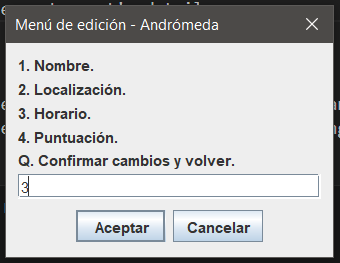 Menú de edición - Andrómeda
1. Nombre.
2. Localización.
3. Horario.
4. Puntuación.
Q. Confirmar cambios y volver.
3
Aceptar
Cancelar